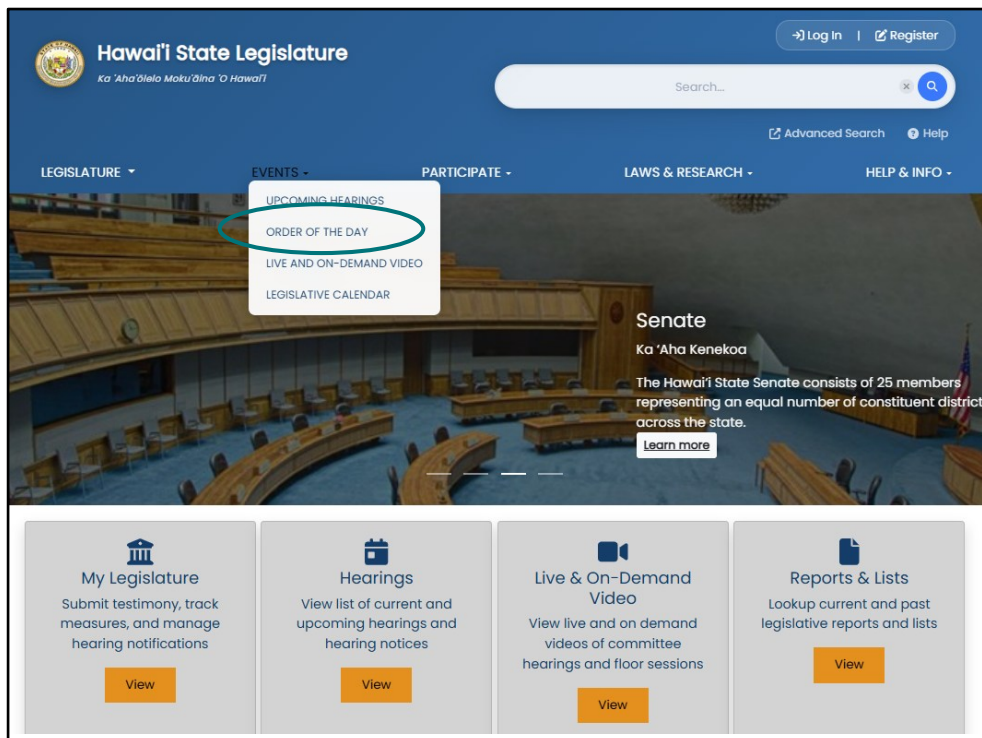 Log In | Register
Hawai'i State Legislature
Ka 'Aha'ōlelo Moku'āina 'O Hawai'i
Search...
Advanced Search Help
LEGISLATURE EVENTS PARTICIPATE LAWS & RESEARCH HELP & INFO
UPCOMING HEARINGS
ORDER OF THE DAY
LIVE AND ON-DEMAND VIDEO
LEGISLATIVE CALENDAR
Senate
Ka 'Aha Kenekoa
The Hawai'i State Senate consists of 25 members
representing an equal number of constituent district
across the state.
Learn more
My Legislature
Submit testimony, track
measures, and manage
hearing notifications
View
Hearings
View list of current and
upcoming hearings and
hearing notices
View
Live & On-Demand
Video
View live and on demand
videos of committee
hearings and floor sessions
View
Reports & Lists
Lookup current and past
legislative reports and lists
View